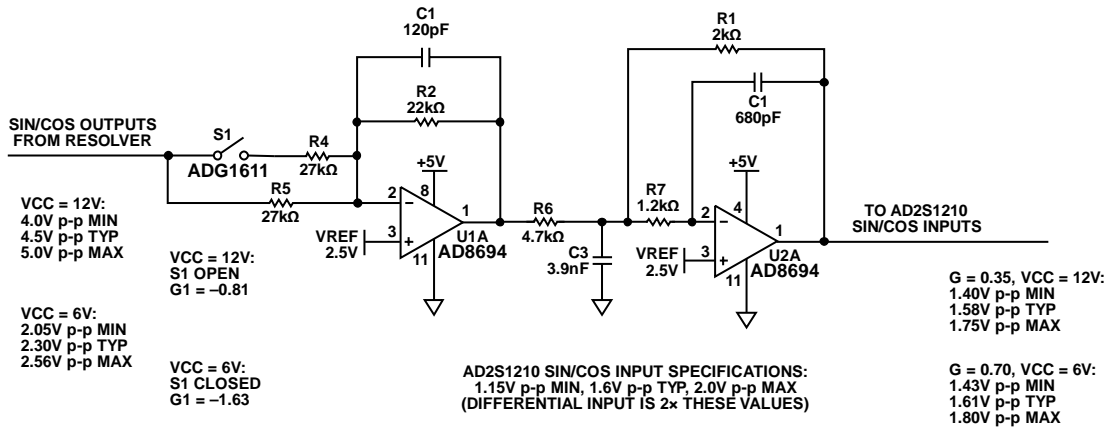 C1
120pF
R1
2kΩ
R2
22kΩ
C1
680pF
SIN/COS OUTPUTS
FROM RESOLVER
S1
ADG1611
R4
27kΩ
R5
27kΩ
+5V
8
2
–
3
+
1
11
U1A
AD8694
VREF
2.5V
R6
4.7kΩ
C3
3.9nF
R7
1.2kΩ
+5V
4
2
–
3
+
1
11
U2A
AD8694
VREF
2.5V
TO AD2S1210
SIN/COS INPUTS
VCC = 12V:
4.0V p-p MIN
4.5V p-p TYP
5.0V p-p MAX
VCC = 12V:
S1 OPEN
G1 = –0.81
VCC = 6V:
2.05V p-p MIN
2.30V p-p TYP
2.56V p-p MAX
VCC = 6V:
S1 CLOSED
G1 = –1.63
AD2S1210 SIN/COS INPUT SPECIFICATIONS:
1.15V p-p MIN, 1.6V p-p TYP, 2.0V p-p MAX
(DIFFERENTIAL INPUT IS 2× THESE VALUES)
G = 0.35, VCC = 12V:
1.40V p-p MIN
1.58V p-p TYP
1.75V p-p MAX
G = 0.70, VCC = 6V:
1.43V p-p MIN
1.61V p-p TYP
1.80V p-p MAX